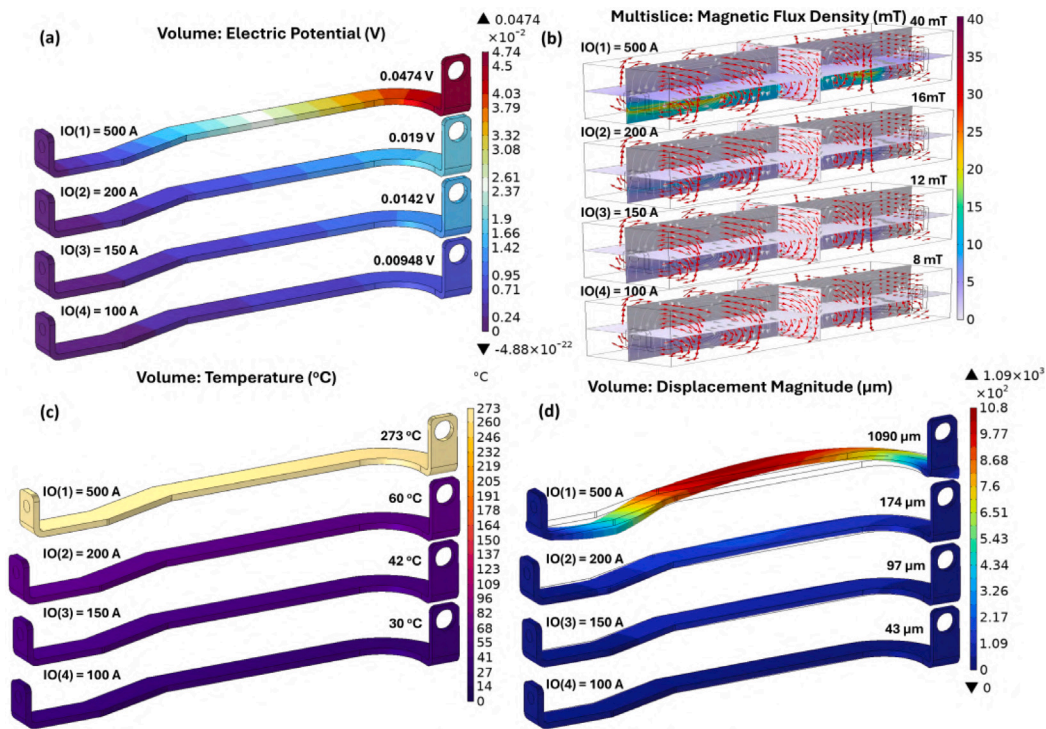 (a)
Volume: Electric Potential (V)
▲ 0.0474
×10⁻²
4.74
4.5
4.03
3.79
3.32
3.08
2.61
2.37
1.9
1.66
1.42
0.95
0.71
0.24
0
▼ -4.88×10⁻²²
0.0474 V
IO(1) = 500 A
0.019 V
IO(2) = 200 A
0.0142 V
IO(3) = 150 A
0.00948 V
IO(4) = 100 A
Multislice: Magnetic Flux Density (mT)
(b)
IO(1) = 500 A
40 mT
40
35
30
25
20
15
10
5
0
16mT
IO(2) = 200 A
12 mT
IO(3) = 150 A
8 mT
IO(4) = 100 A
Volume: Temperature (°C)
(c)
°C
273
260
246
232
219
205
191
178
164
150
137
123
109
96
82
68
55
41
27
14
0
273 °C
IO(1) = 500 A
60 °C
IO(2) = 200 A
42 °C
IO(3) = 150 A
30 °C
IO(4) = 100 A
Volume: Displacement Magnitude (μm)
(d)
▲ 1.09×10³
×10²
10.8
9.77
8.68
7.6
6.51
5.43
4.34
3.26
2.17
1.09
0
▼ 0
1090 μm
IO(1) = 500 A
174 μm
IO(2) = 200 A
97 μm
IO(3) = 150 A
43 μm
IO(4) = 100 A